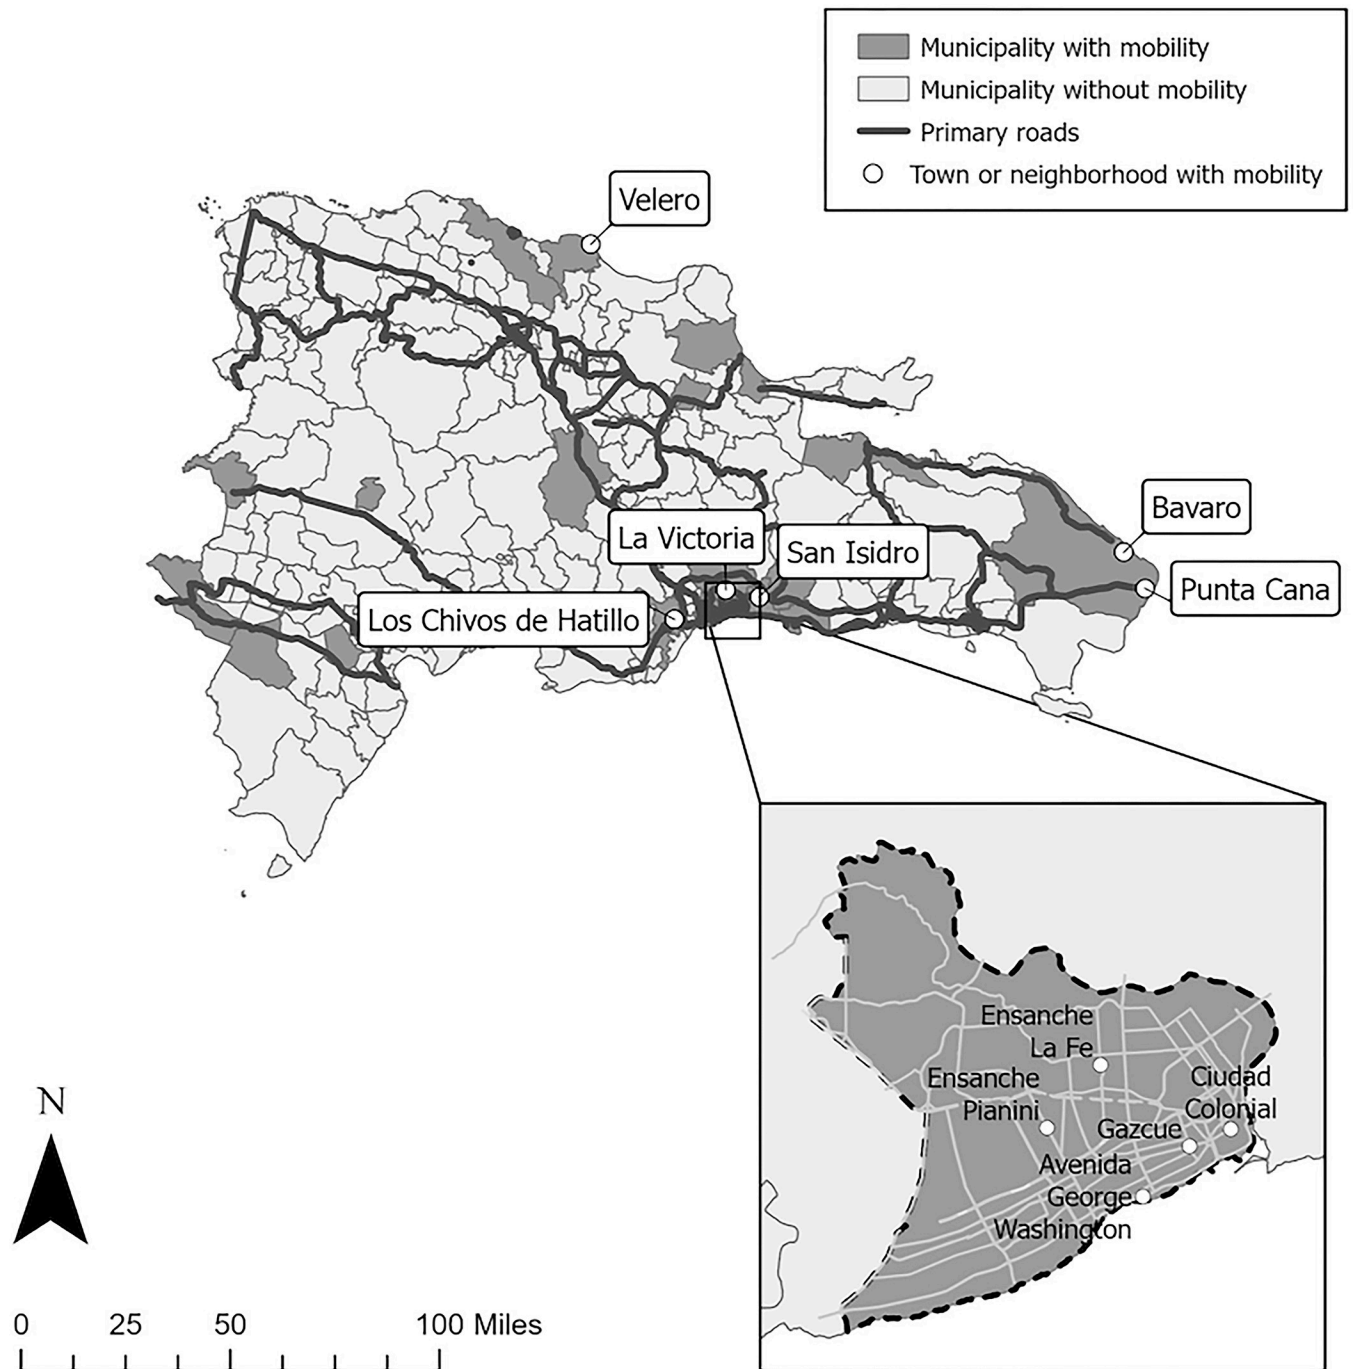 Municipality with mobility
Municipality without mobility
Primary roads
Town or neighborhood with mobility
Velero
Bavaro
La Victoria
San Isidro
Punta Cana
Los Chivos de Hatillo
Ensanche
La Fe
Ensanche
Pianini
Ciudad
Colonial
Gazcue
Avenida
George
Washington
N
0 25 50 100 Miles